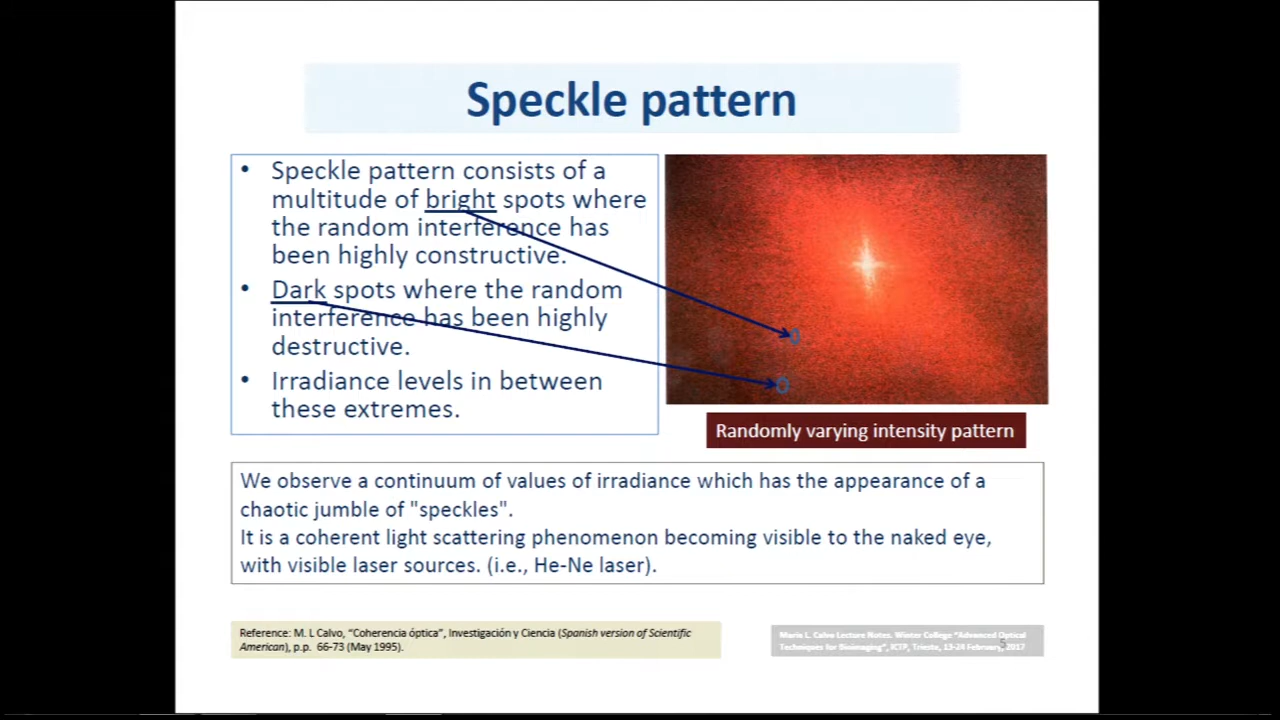 Speckle pattern
• Speckle pattern consists of a
multitude of bright spots where
the random interference has
been highly constructive.
• Dark spots where the random
interference has been highly
destructive.
• Irradiance levels in between
these extremes.
Randomly varying intensity pattern
We observe a continuum of values of irradiance which has the appearance of a
chaotic jumble of "speckles".
It is a coherent light scattering phenomenon becoming visible to the naked eye,
with visible laser sources. (i.e., He-Ne laser).
Reference: M. L Calvo, “Coherencia óptica”, Investigación y Ciencia (Spanish version of Scientific
American), p.p. 66-73 (May 1995).
Maria L. Calvo Lecture Notes. Winter College “Advanced Optical
Techniques for Bioimaging”, ICTP, Trieste, 13-24 February, 2017
5